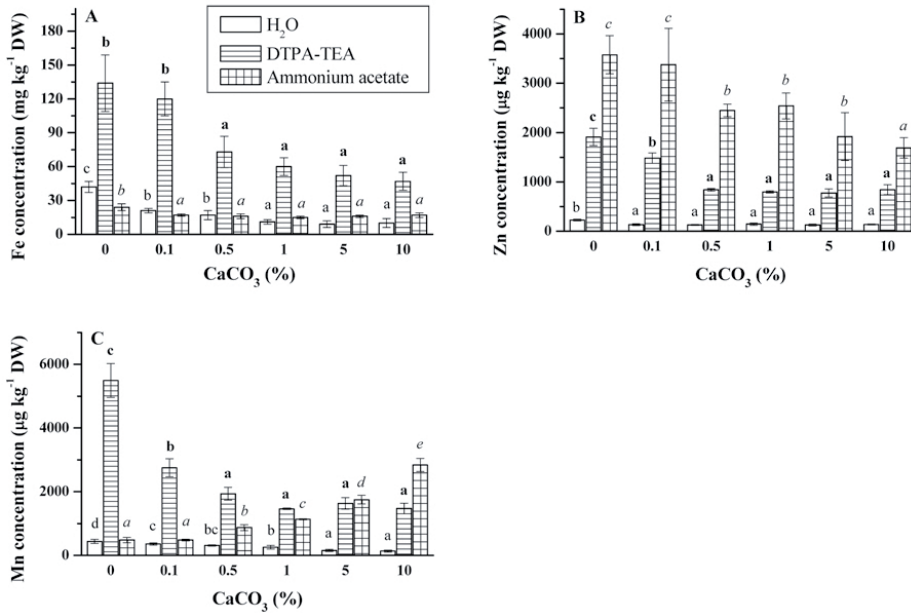 A
H₂O
DTPA-TEA
Ammonium acetate
Fe concentration (mg kg⁻¹ DW)
180
150
120
90
60
30
0
c b b
b b a
b a a
a a a
a a a
a a a
0 0.1 0.5 1 5 10
CaCO₃ (%)
B
Zn concentration (µg kg⁻¹ DW)
4000
3000
2000
1000
0
b c c
a b c
a a b
a a b
a a b
a a a
0 0.1 0.5 1 5 10
CaCO₃ (%)
C
Mn concentration (µg kg⁻¹ DW)
6000
4000
2000
0
d c a
c b a
bc a b
b a c
a a d
a a e
0 0.1 0.5 1 5 10
CaCO₃ (%)